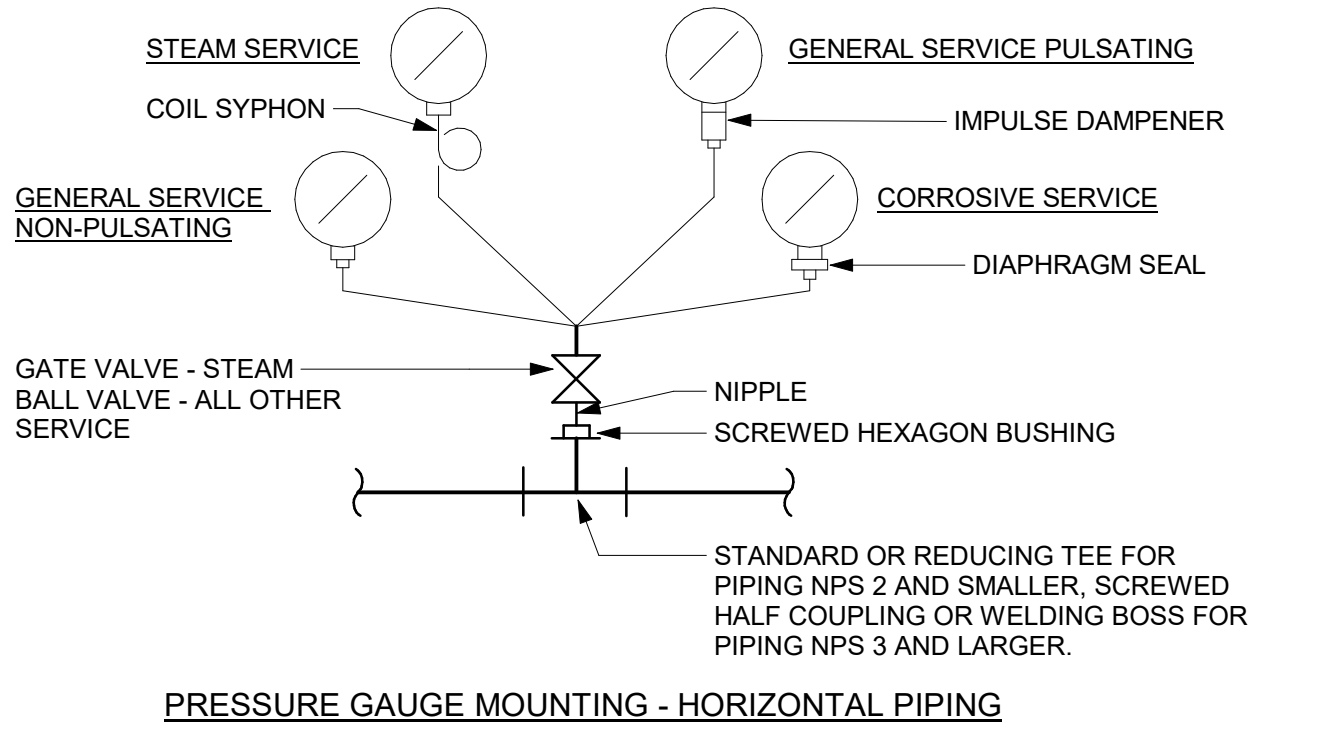 STEAM SERVICE
COIL SYPHON
GENERAL SERVICE PULSATING
IMPULSE DAMPENER
GENERAL SERVICE
NON-PULSATING
CORROSIVE SERVICE
DIAPHRAGM SEAL
GATE VALVE - STEAM
BALL VALVE - ALL OTHER
SERVICE
NIPPLE
SCREWED HEXAGON BUSHING
STANDARD OR REDUCING TEE FOR
PIPING NPS 2 AND SMALLER, SCREWED
HALF COUPLING OR WELDING BOSS FOR
PIPING NPS 3 AND LARGER.
PRESSURE GAUGE MOUNTING - HORIZONTAL PIPING